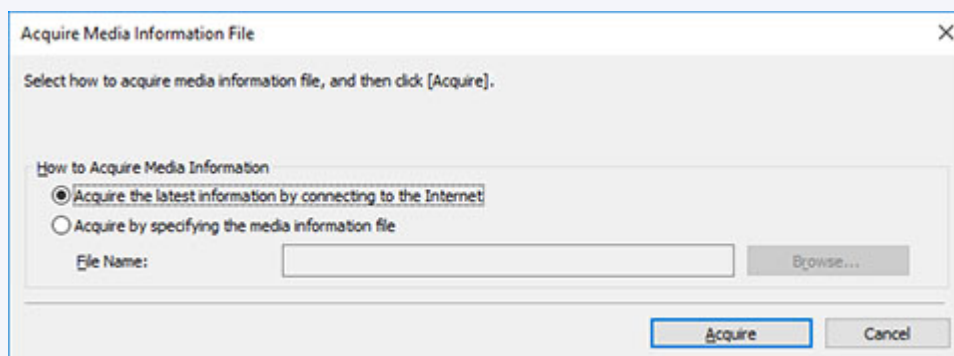 Acquire Media Information File
Select how to acquire media information file, and then click [Acquire].
How to Acquire Media Information
Acquire the latest information by connecting to the Internet
Acquire by specifying the media information file
File Name:
Browse...
Acquire
Cancel